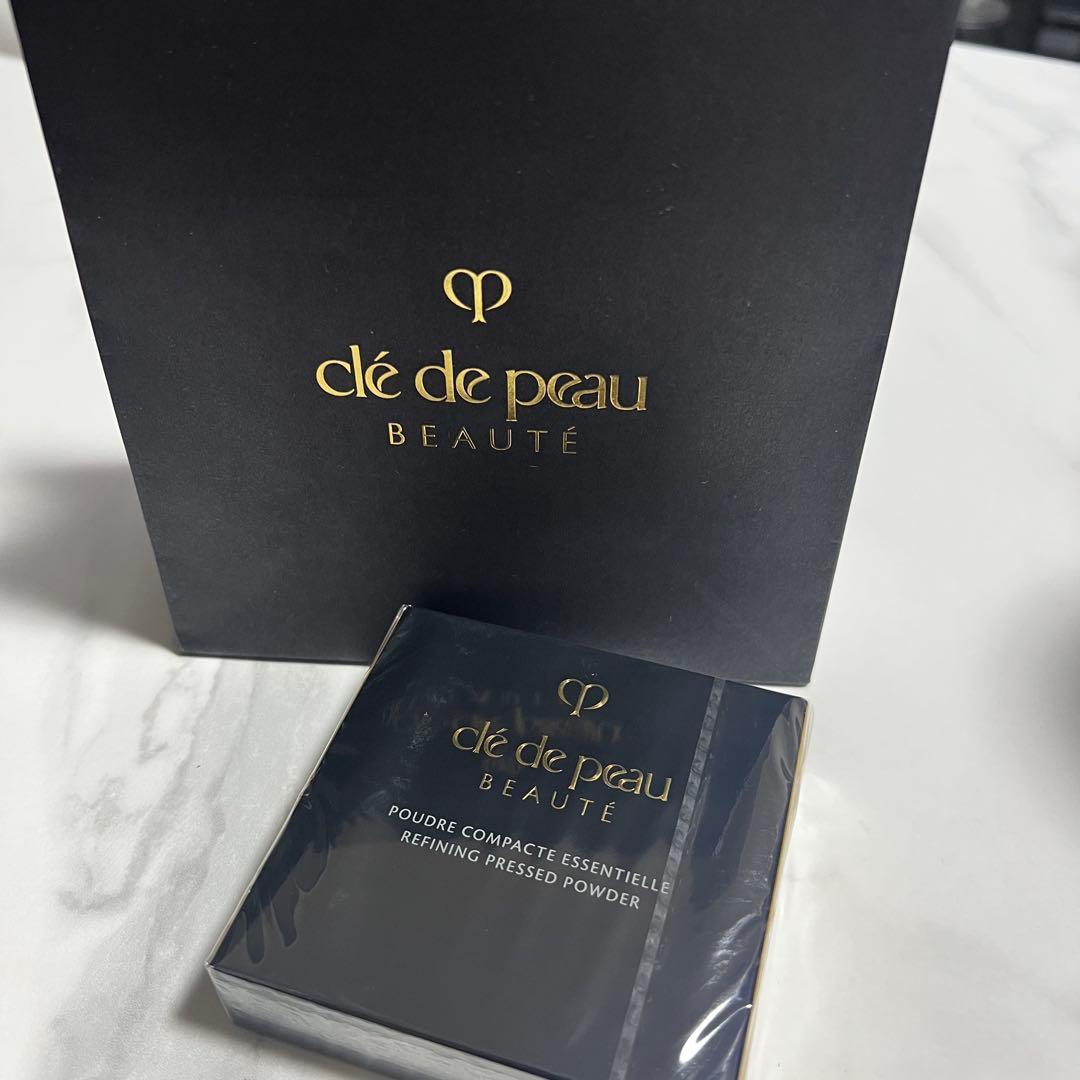 clé de peau
BEAUTÉ
clé de peau
BEAUTÉ
POUDRE COMPACTE ESSENTIELLE
REFINING PRESSED POWDER